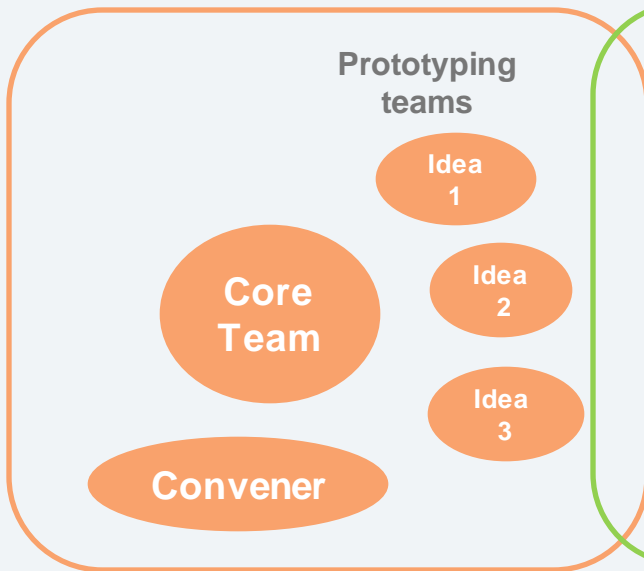 Prototyping
teams
Idea
1
Idea
2
Core
Team
Idea
3
Convener